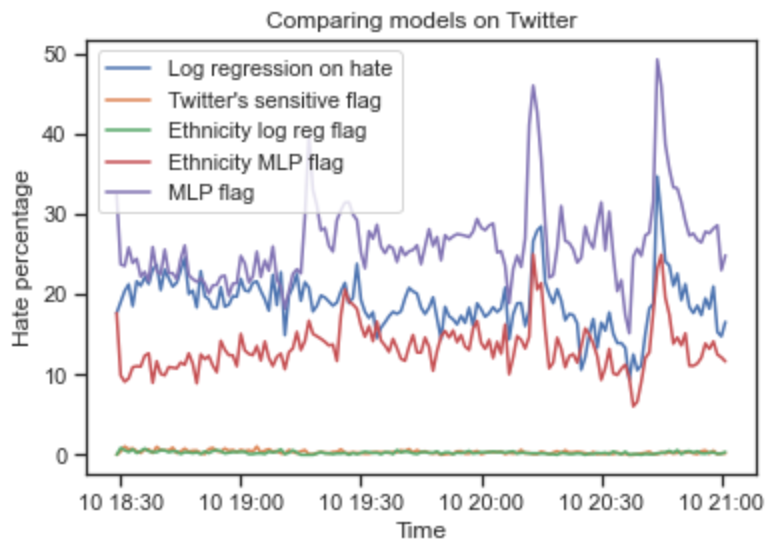 Comparing models on Twitter
Log regression on hate
Twitter's sensitive flag
Ethnicity log reg flag
Ethnicity MLP flag
MLP flag
Hate percentage
50
40
30
20
10
0
10 18:30 10 19:00 10 19:30 10 20:00 10 20:30 10 21:00
Time